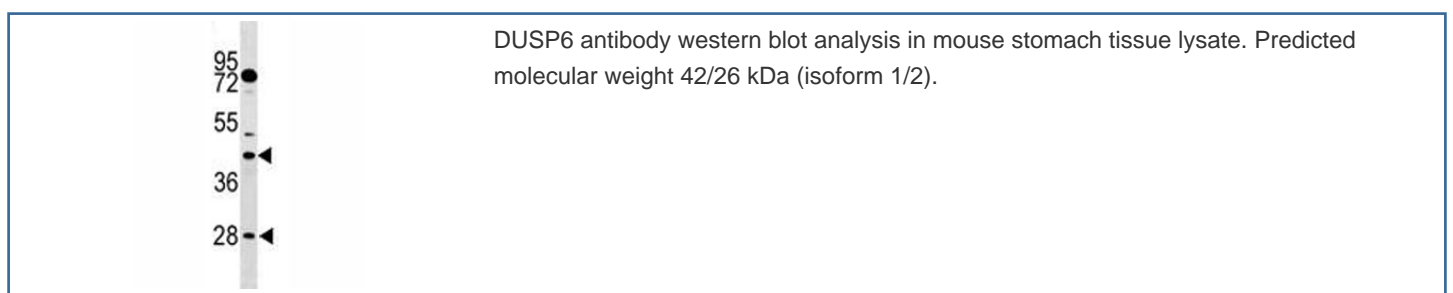 DUSP6 antibody western blot analysis in mouse stomach tissue lysate. Predicted
molecular weight 42/26 kDa (isoform 1/2).
95
72
55
36
28